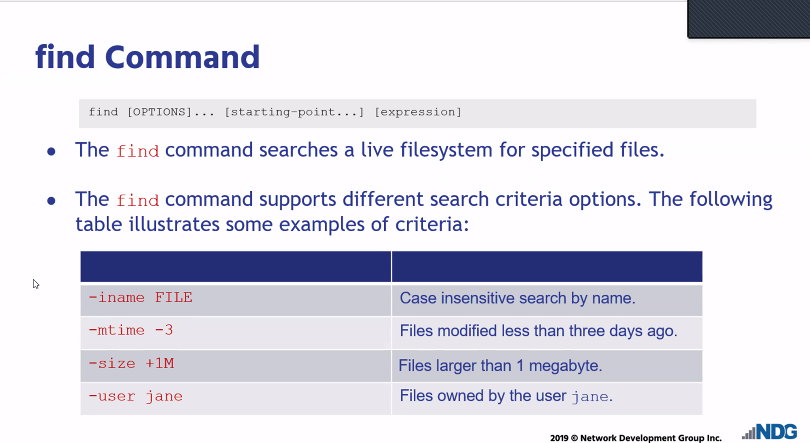 find Command
find [OPTIONS]... [starting-point...] [expression]
● The find command searches a live filesystem for specified files.
● The find command supports different search criteria options. The following
table illustrates some examples of criteria:
-iname FILE Case insensitive search by name.
-mtime -3 Files modified less than three days ago.
-size +1M Files larger than 1 megabyte.
-user jane Files owned by the user jane.
2019 © Network Development Group Inc. NDG